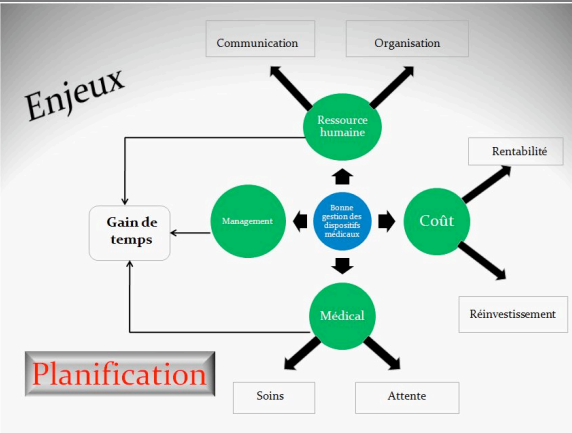 Communication
Organisation
Enjeux
Ressource
humaine
Rentabilité
Gain de
temps
Management
Bonne
gestion des
dispositifs
médicaux
Coût
Médical
Réinvestissement
Planification
Soins
Attente